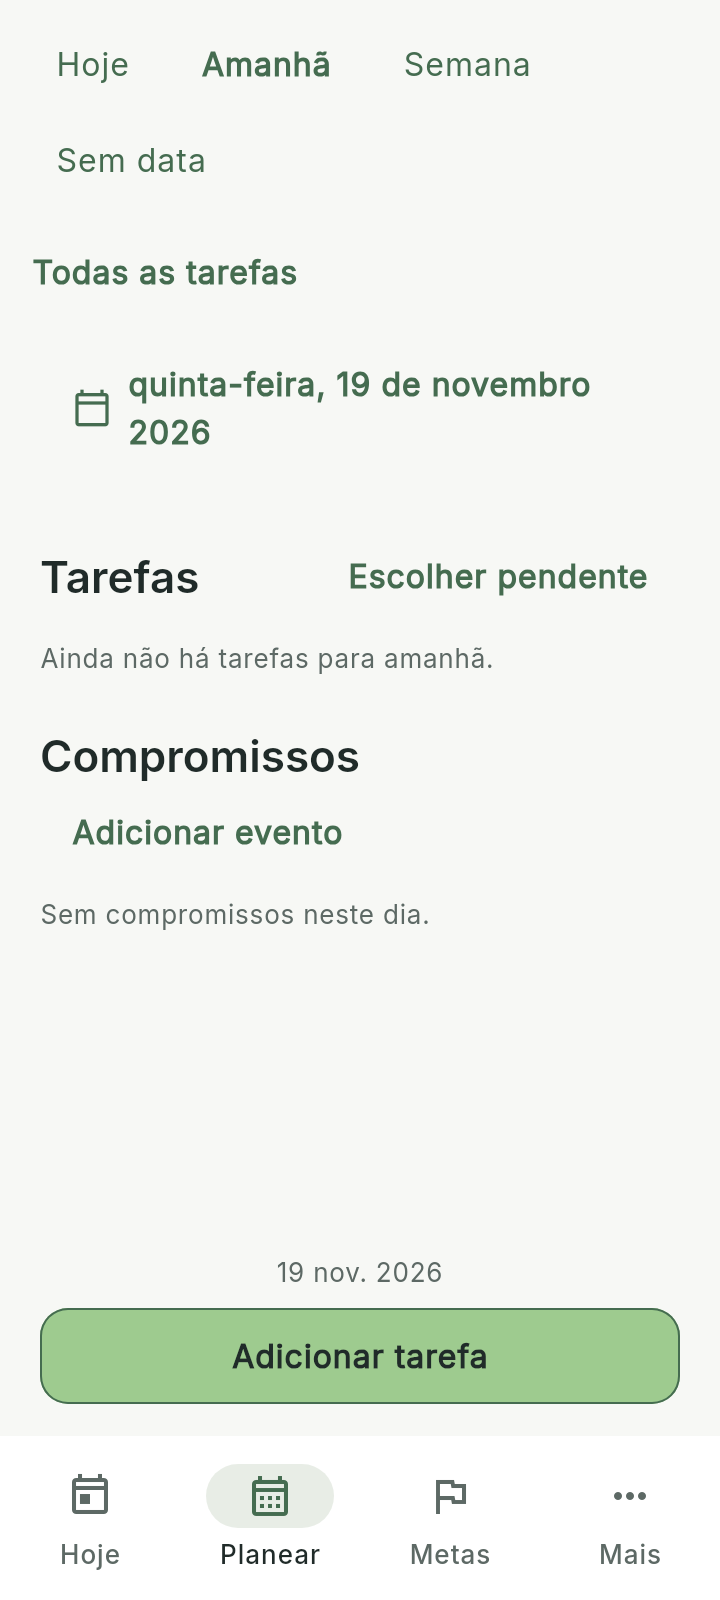 Hoje Amanhã Semana
Sem data
Todas as tarefas
quinta-feira, 19 de novembro
2026
Tarefas Escolher pendente
Ainda não há tarefas para amanhã.
Compromissos
Adicionar evento
Sem compromissos neste dia.
19 nov. 2026
Adicionar tarefa
Hoje Planear Metas Mais